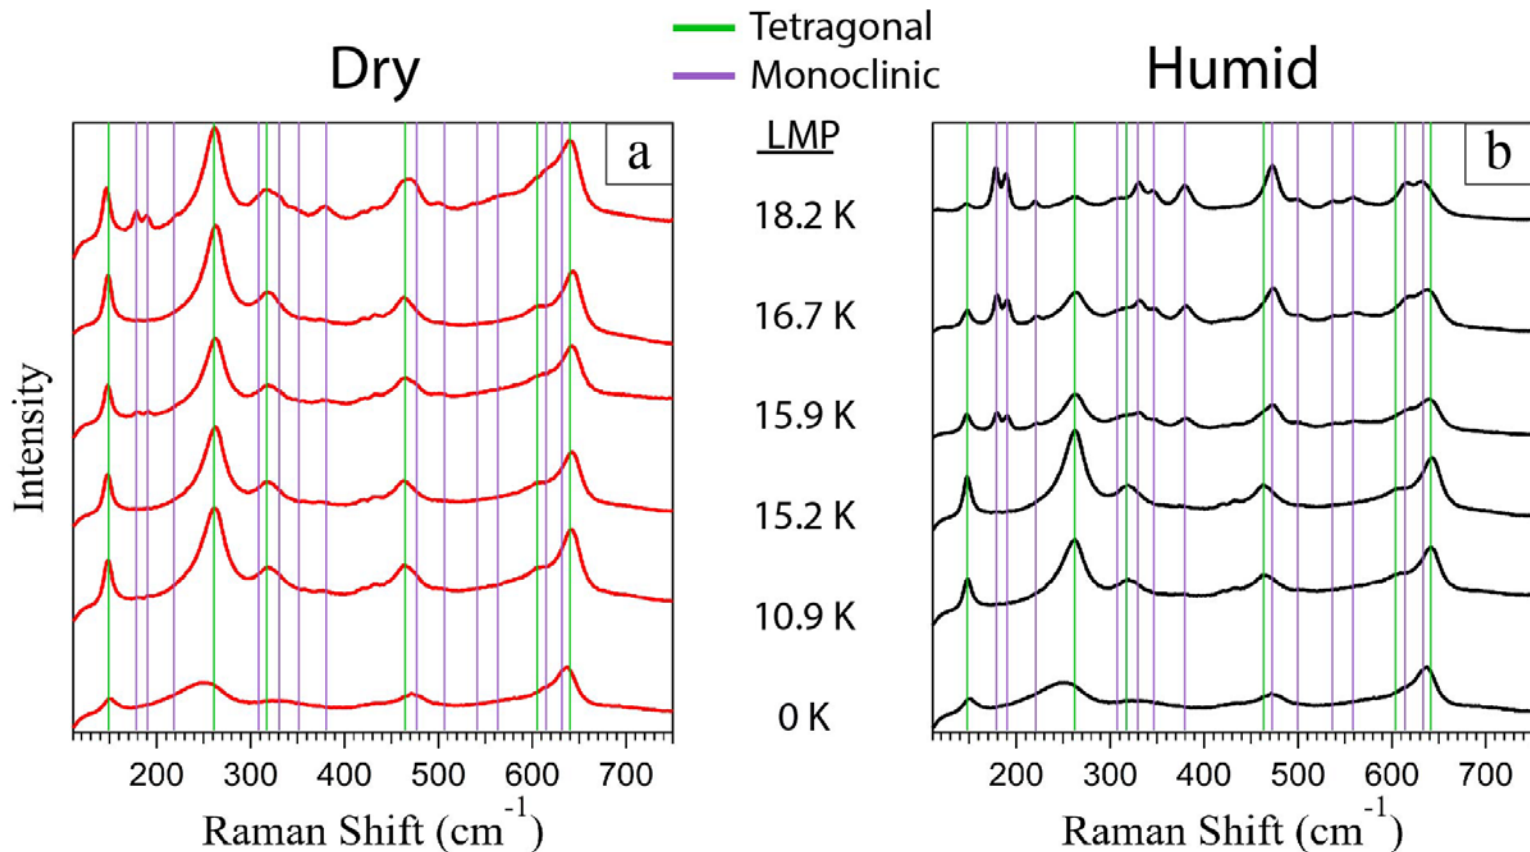 Tetragonal
Monoclinic
Dry
Humid
a
LMP
b
18.2 K
16.7 K
15.9 K
15.2 K
10.9 K
0 K
Intensity
200 300 400 500 600 700
200 300 400 500 600 700
Raman Shift (cm⁻¹)
Raman Shift (cm⁻¹)